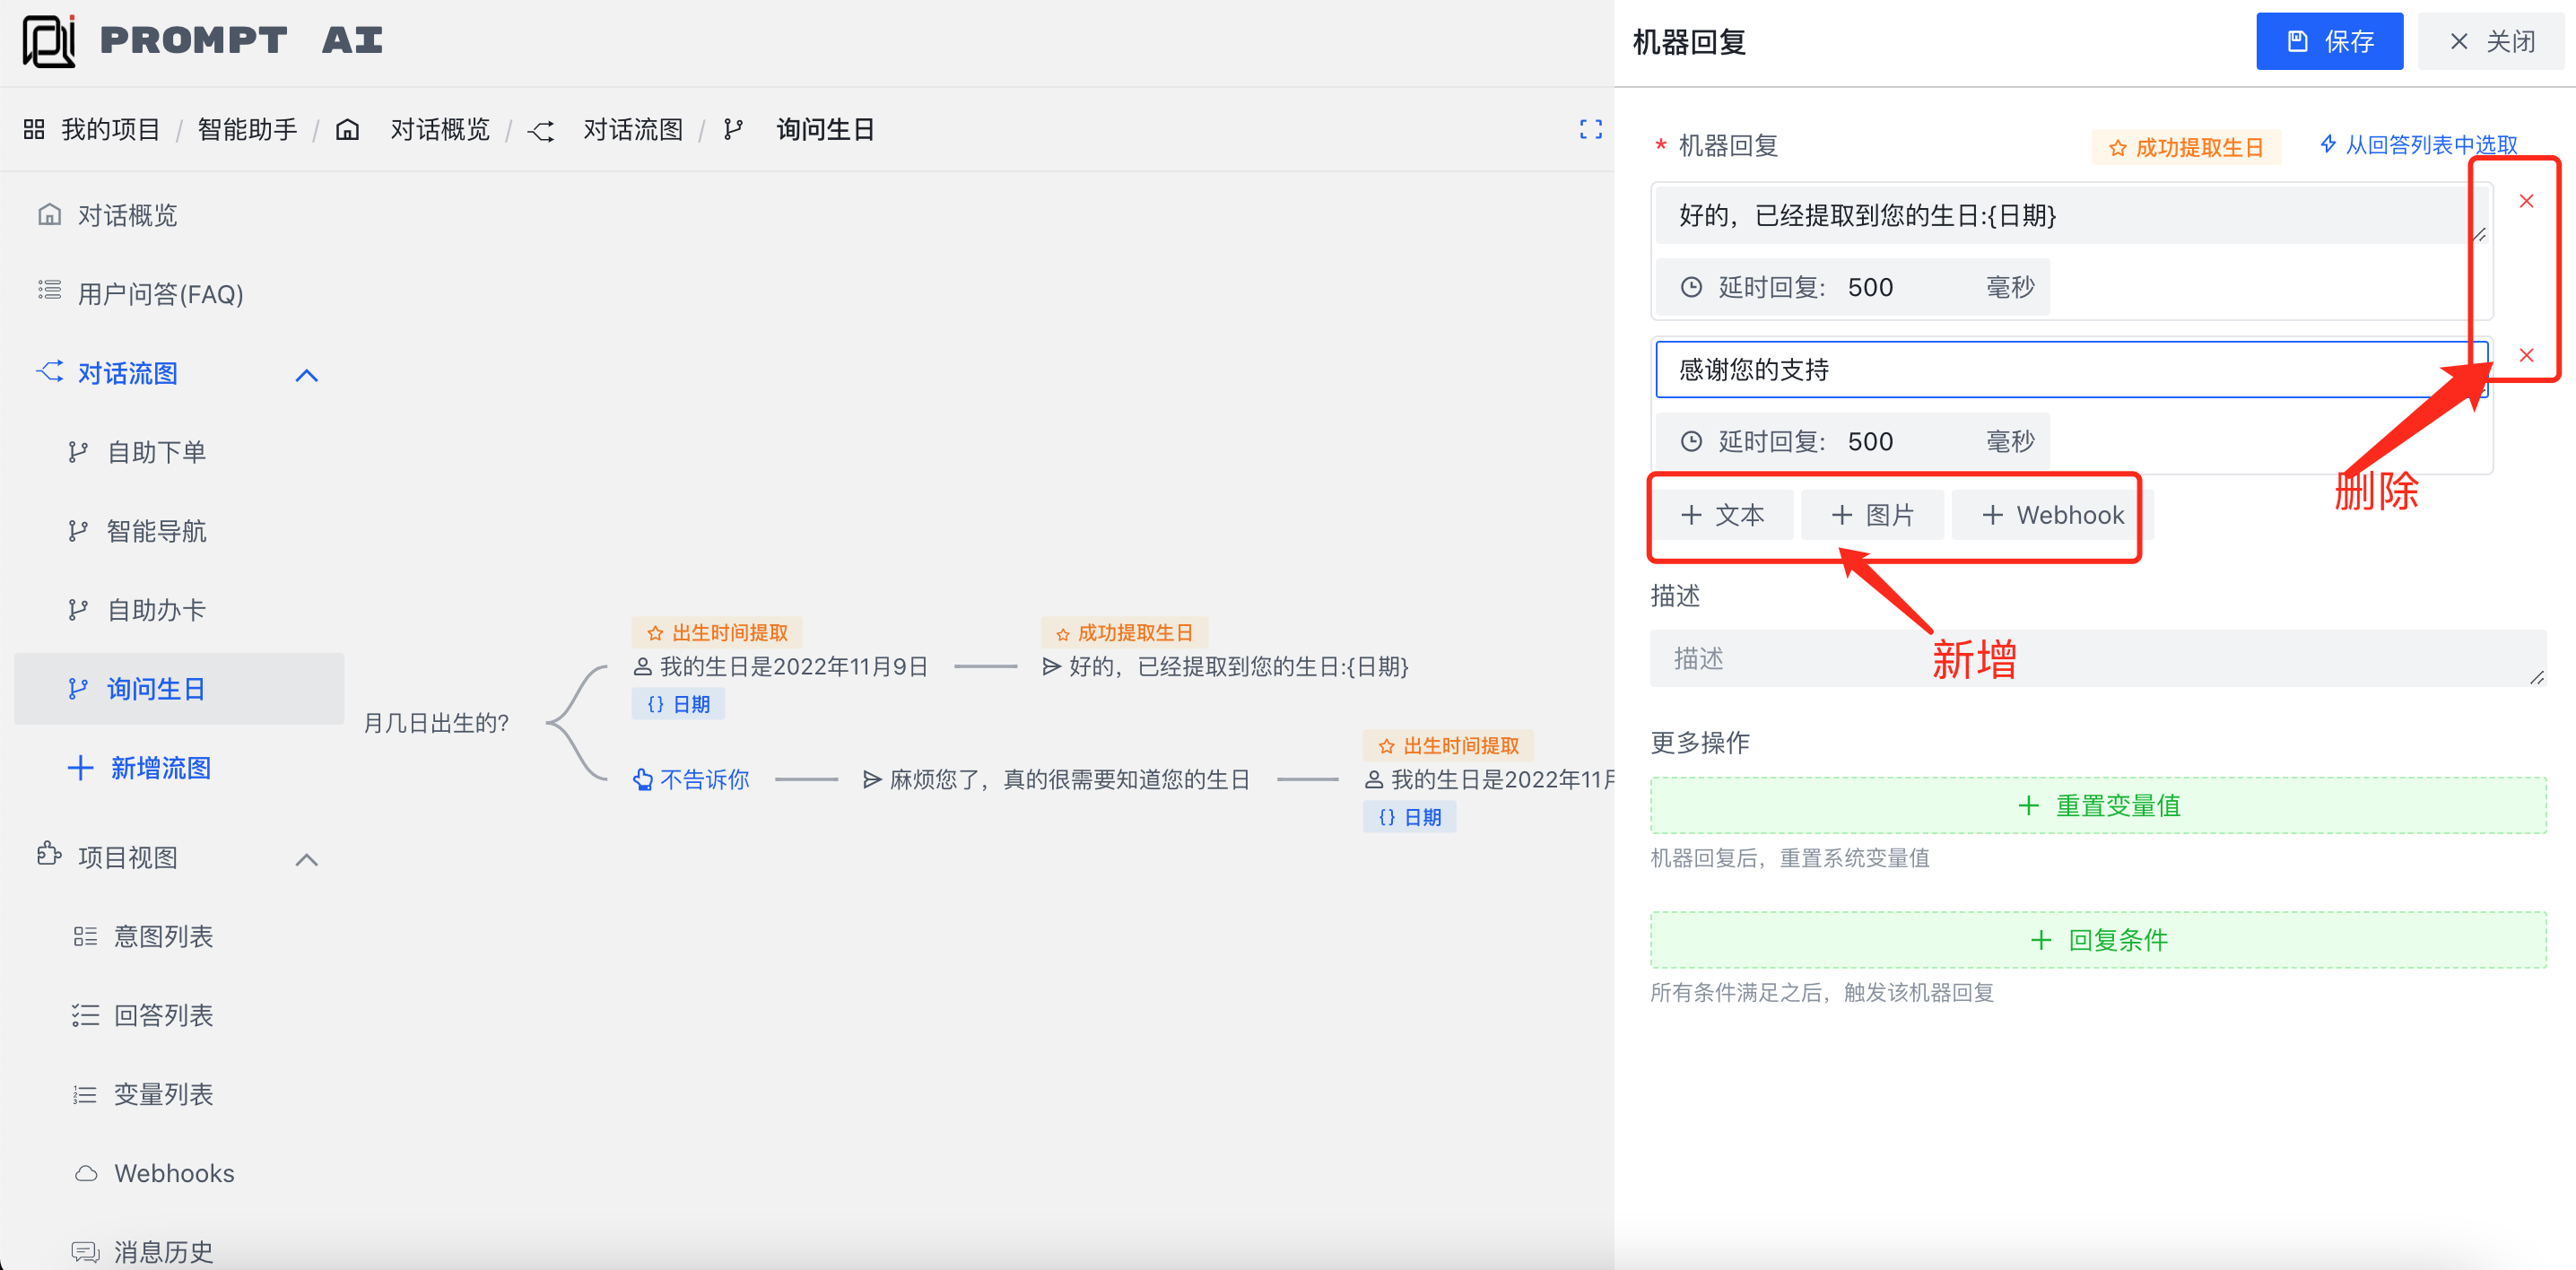 PROMPT AI
我的项目 / 智能助手 / 对话概览 / 对话流图 / 询问生日
对话概览
用户问答(FAQ)
对话流图
自助下单
智能导航
自助办卡
询问生日
新增流图
项目视图
意图列表
回答列表
变量列表
Webhooks
消息历史
月几日出生的?
出生时间提取
我的生日是2022年11月9日
{} 日期
成功提取生日
好的，已经提取到您的生日:{日期}
不告诉你
麻烦您了，真的很需要知道您的生日
出生时间提取
我的生日是2022年11月
{} 日期
机器回复
保存
关闭
* 机器回复
成功提取生日
从回答列表中选取
好的，已经提取到您的生日:{日期}
延时回复: 500 毫秒
感谢您的支持
延时回复: 500 毫秒
删除
+ 文本
+ 图片
+ Webhook
新增
描述
描述
更多操作
+ 重置变量值
机器回复后，重置系统变量值
+ 回复条件
所有条件满足之后，触发该机器回复